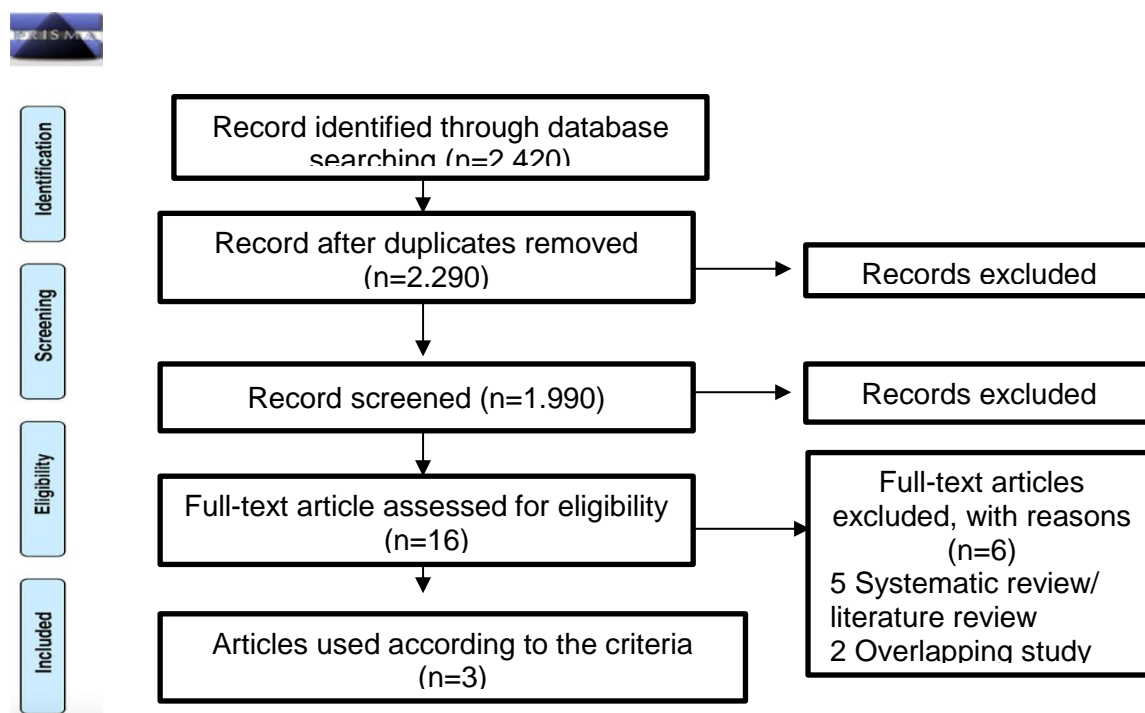 PRISMA
Identification
Record identified through database
searching (n=2.420)
Record after duplicates removed
(n=2.290)
Records excluded
Screening
Record screened (n=1.990)
Records excluded
Eligibility
Full-text article assessed for eligibility
(n=16)
Full-text articles
excluded, with reasons
(n=6)
5 Systematic review/
literature review
2 Overlapping study
Included
Articles used according to the criteria
(n=3)